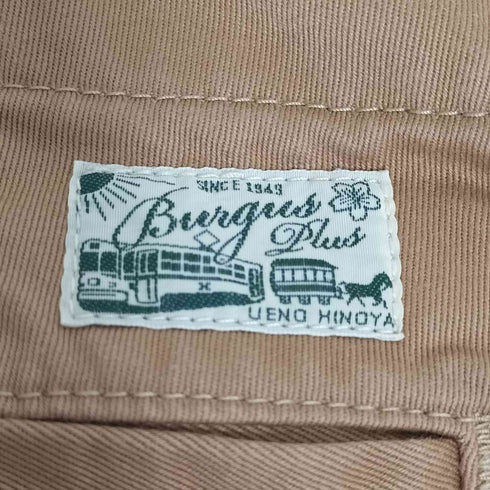 SINCE 1949
Burgus
Plus
UENO HINOYA